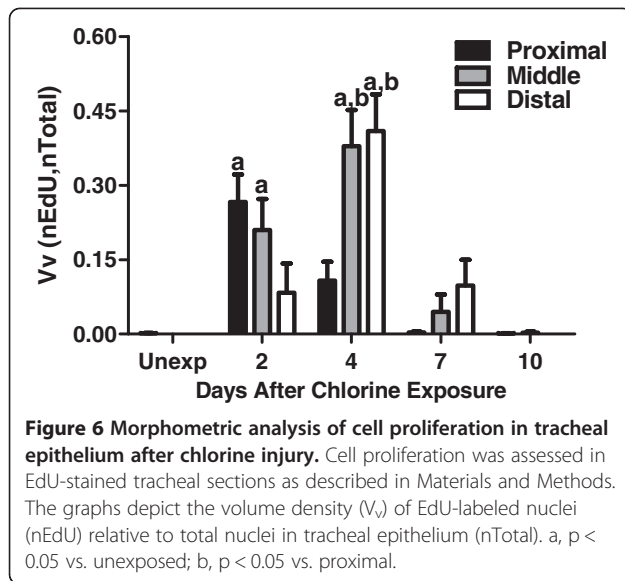 0.60
0.45
0.30
0.15
0.00
Vv (nEdU,nTotal)
Proximal
Middle
Distal
a
a
a,b
a,b
Unexp 2 4 7 10
Days After Chlorine Exposure
Figure 6 Morphometric analysis of cell proliferation in tracheal
epithelium after chlorine injury. Cell proliferation was assessed in
EdU-stained tracheal sections as described in Materials and Methods.
The graphs depict the volume density (Vv) of EdU-labeled nuclei
(nEdU) relative to total nuclei in tracheal epithelium (nTotal). a, p <
0.05 vs. unexposed; b, p < 0.05 vs. proximal.